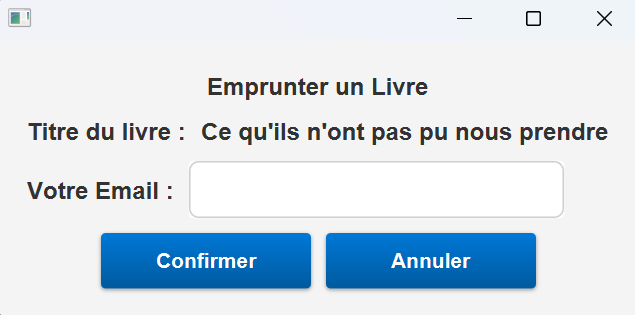 Emprunter un Livre
Titre du livre : Ce qu'ils n'ont pas pu nous prendre
Votre Email :
Confirmer Annuler